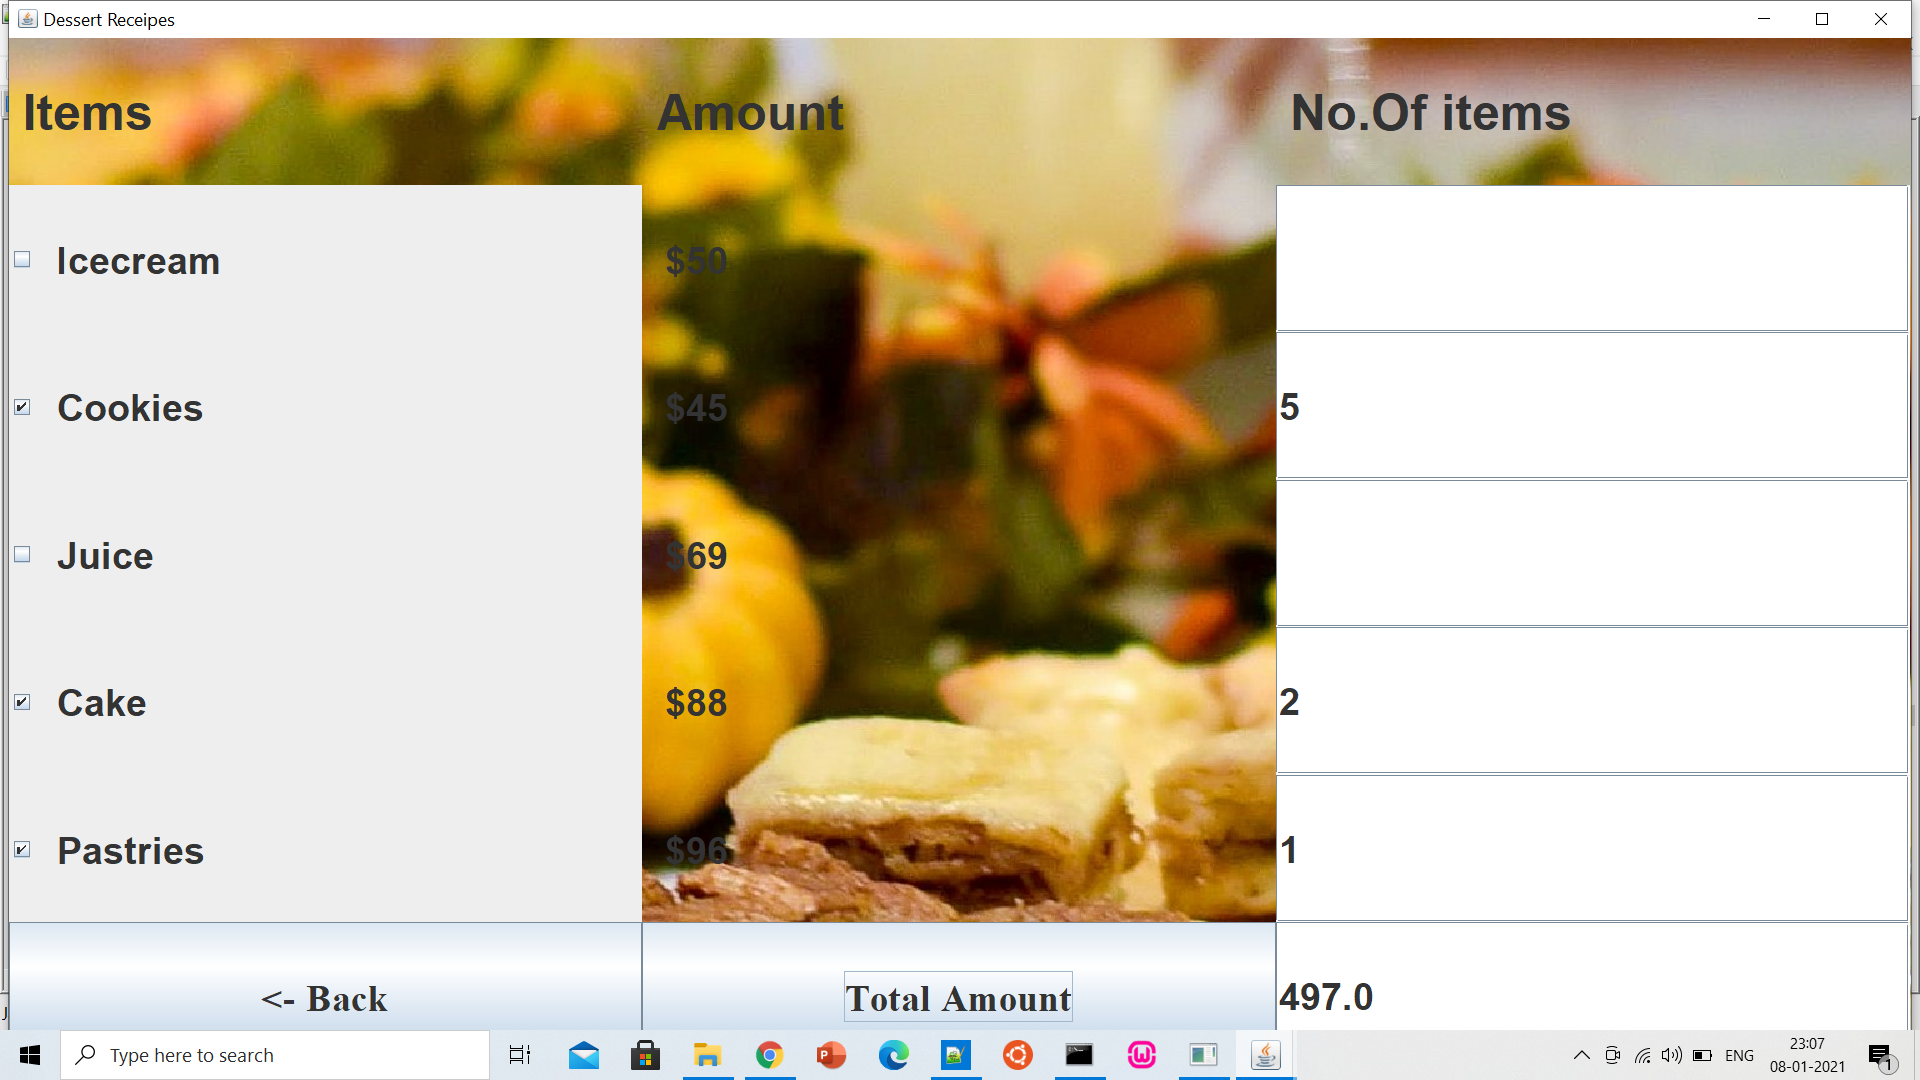 Dessert Receipes
Items Amount No.Of items
Icecream $50
Cookies $45 5
Juice $69
Cake $88 2
Pastries $96 1
<- Back Total Amount 497.0
Type here to search ENG 23:07
08-01-2021 1